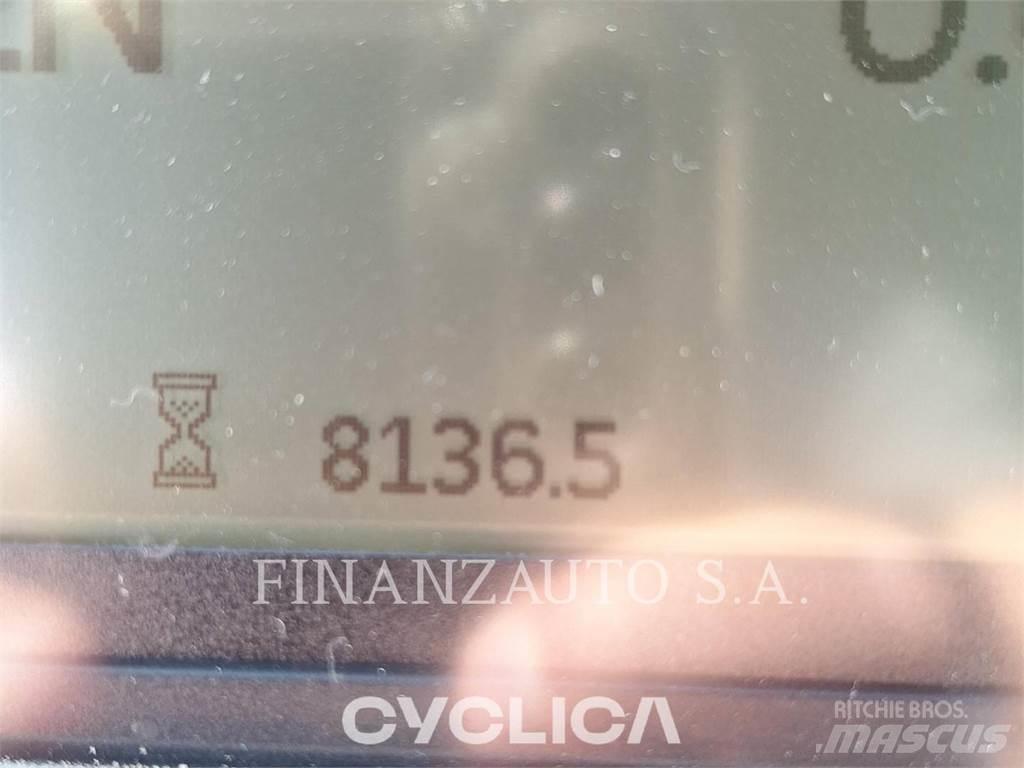 8136.5
FINANZAUTO S.A.
CYCLICA
RITCHIE BROS.
.MASCUS